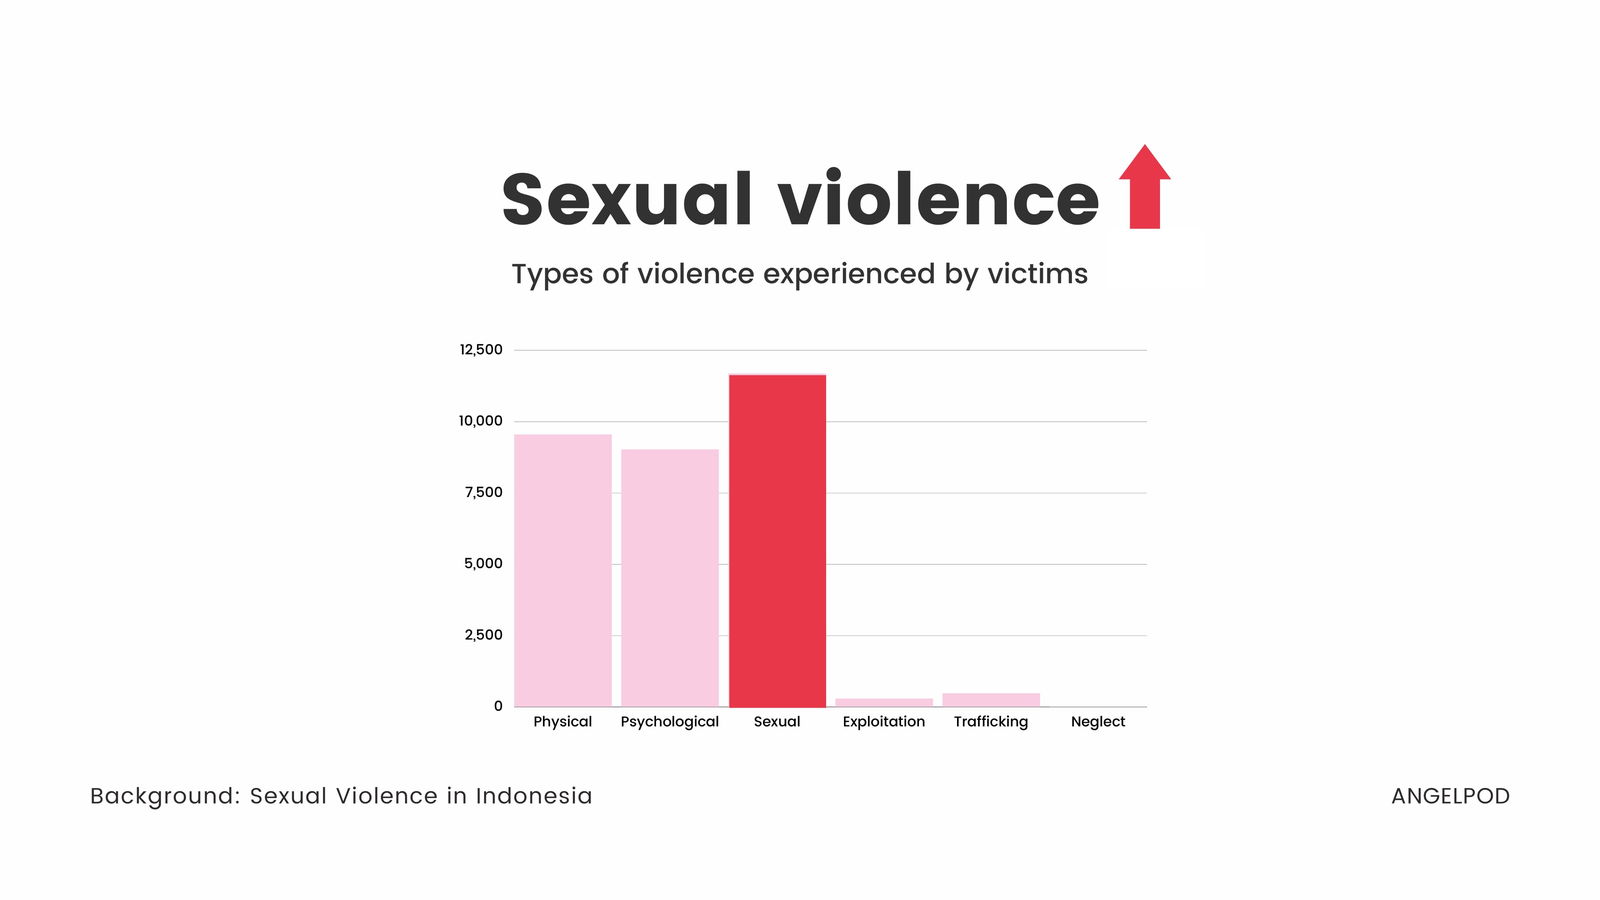 Sexual violence
Types of violence experienced by victims
12,500
10,000
7,500
5,000
2,500
0
Physical
Psychological
Sexual
Exploitation
Trafficking
Neglect
Background: Sexual Violence in Indonesia
ANGELPOD